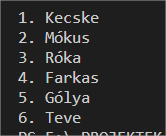 1. Kecske
2. Mókus
3. Róka
4. Farkas
5. Gólya
6. Teve